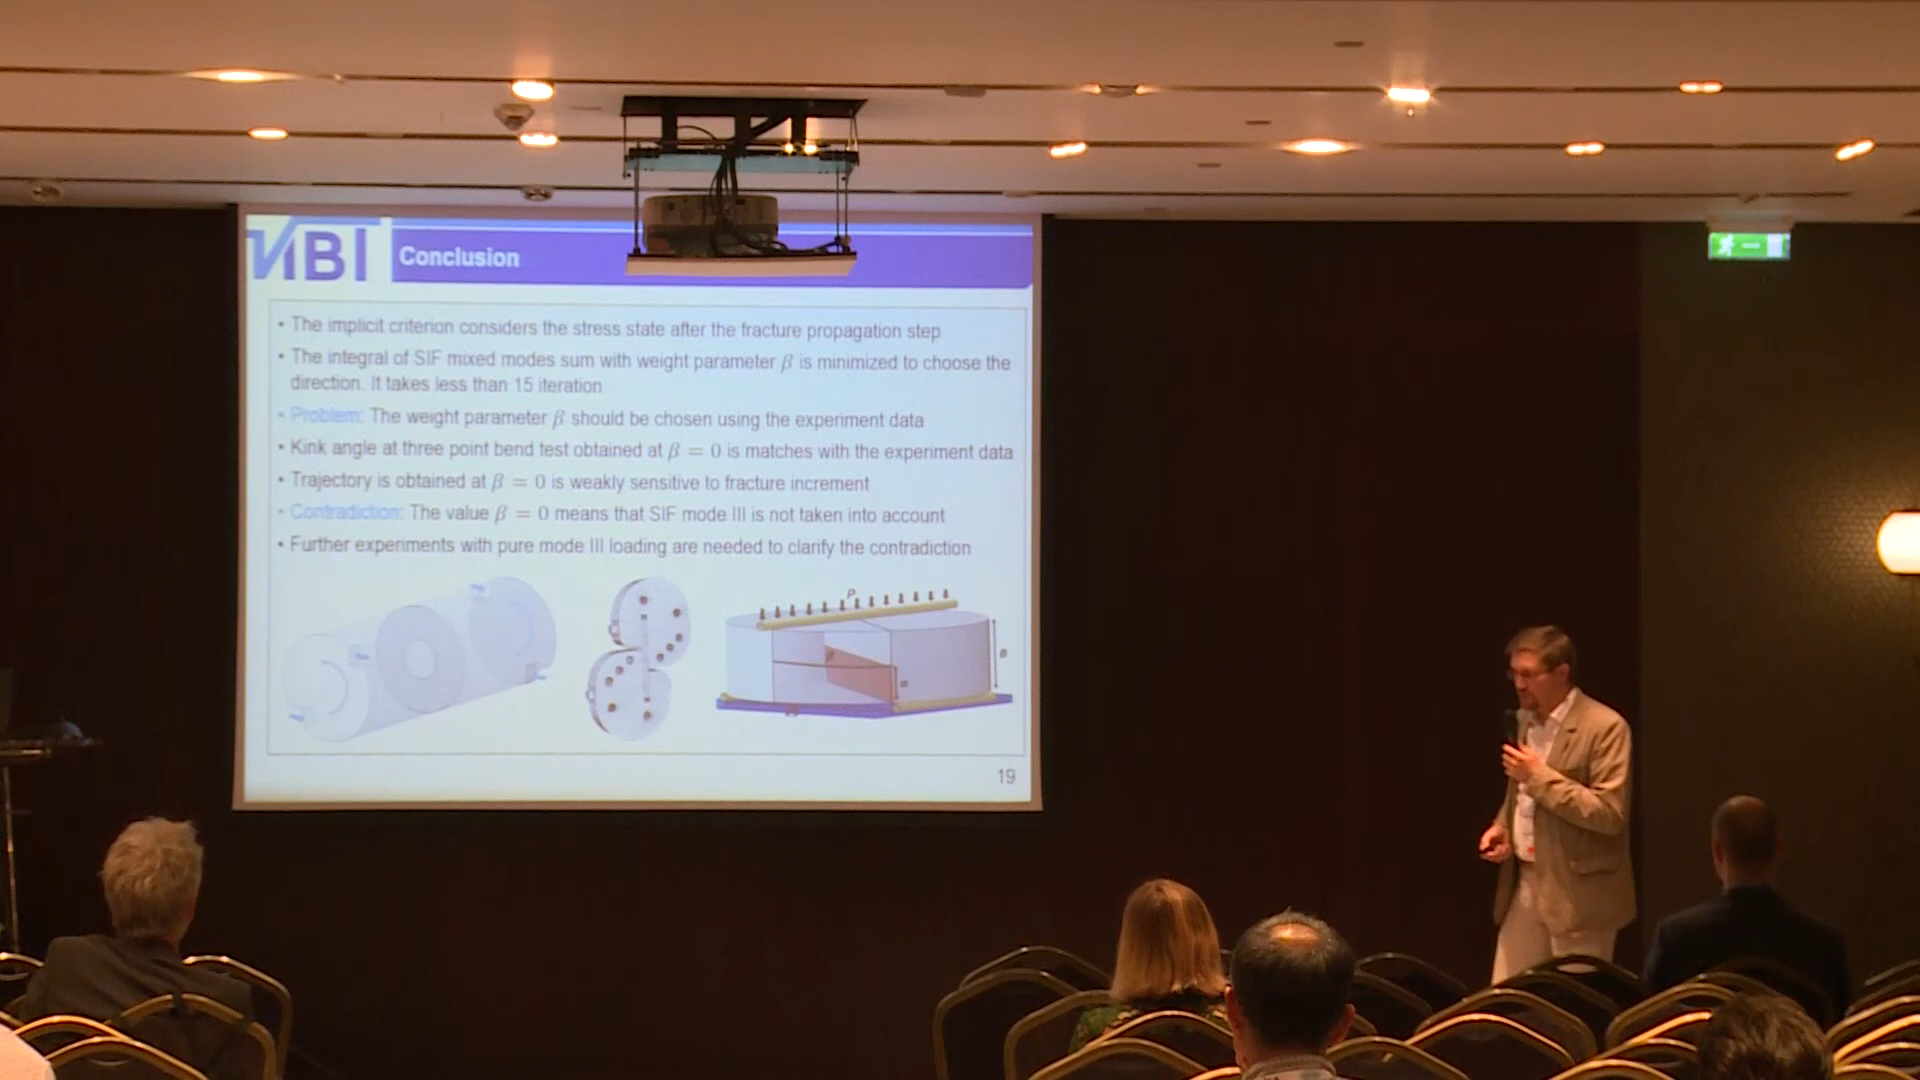 ABI
Conclusion
• The implicit criterion considers the stress state after the fracture propagation step
• The integral of SIF mixed modes sum with weight parameter β is minimized to choose the
direction. It takes less than 15 iteration
• Problem: The weight parameter β should be chosen using the experiment data
• Kink angle at three point bend test obtained at β = 0 is matches with the experiment data
• Trajectory is obtained at β = 0 is weakly sensitive to fracture increment
• Contradiction: The value β = 0 means that SIF mode III is not taken into account
• Further experiments with pure mode III loading are needed to clarify the contradiction
P
β
B
a
19